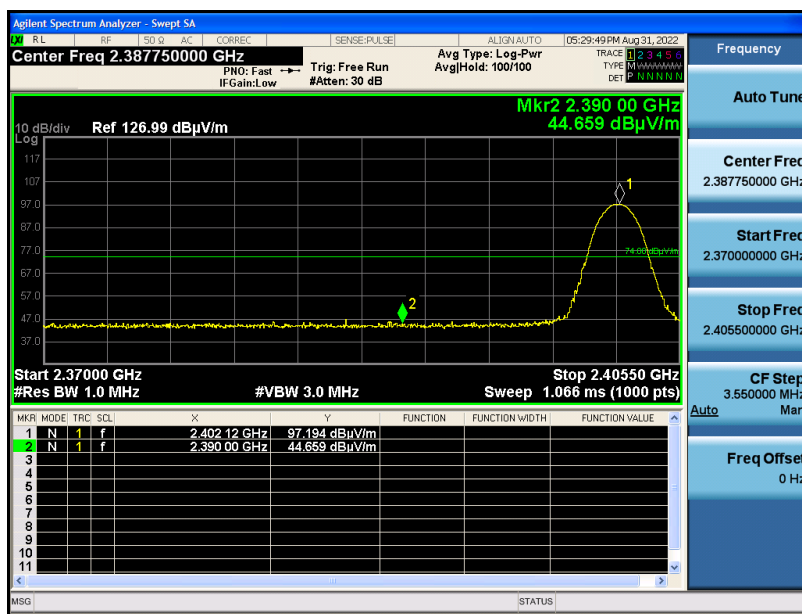 Agilent Spectrum Analyzer - Swept SA
LXI RL RF 50 Ω AC CORREC SENSE:PULSE ALIGN AUTO 05:29:49 PM Aug 31, 2022
Center Freq 2.387750000 GHz
PNO: Fast
IFGain:Low
Trig: Free Run
#Atten: 30 dB
Avg Type: Log-Pwr
Avg|Hold: 100/100
TRACE 1 2 3 4 5 6
TYPE M
DET P N N N N N
Mkr2 2.390 00 GHz
44.659 dBµV/m
10 dB/div Ref 126.99 dBµV/m
Log
117
107
97.0
87.0
77.0
67.0
57.0
47.0
37.0
1
74.00 dBµV/m
2
Start 2.37000 GHz Stop 2.40550 GHz
#Res BW 1.0 MHz #VBW 3.0 MHz Sweep 1.066 ms (1000 pts)
MKR MODE TRC SCL X Y FUNCTION FUNCTION WIDTH FUNCTION VALUE
1 N 1 f 2.402 12 GHz 97.194 dBµV/m
2 N 1 f 2.390 00 GHz 44.659 dBµV/m
3
4
5
6
7
8
9
10
11
MSG STATUS
Frequency
Auto Tune
Center Freq
2.387750000 GHz
Start Freq
2.370000000 GHz
Stop Freq
2.405500000 GHz
CF Step
3.550000 MHz
Auto Man
Freq Offset
0 Hz